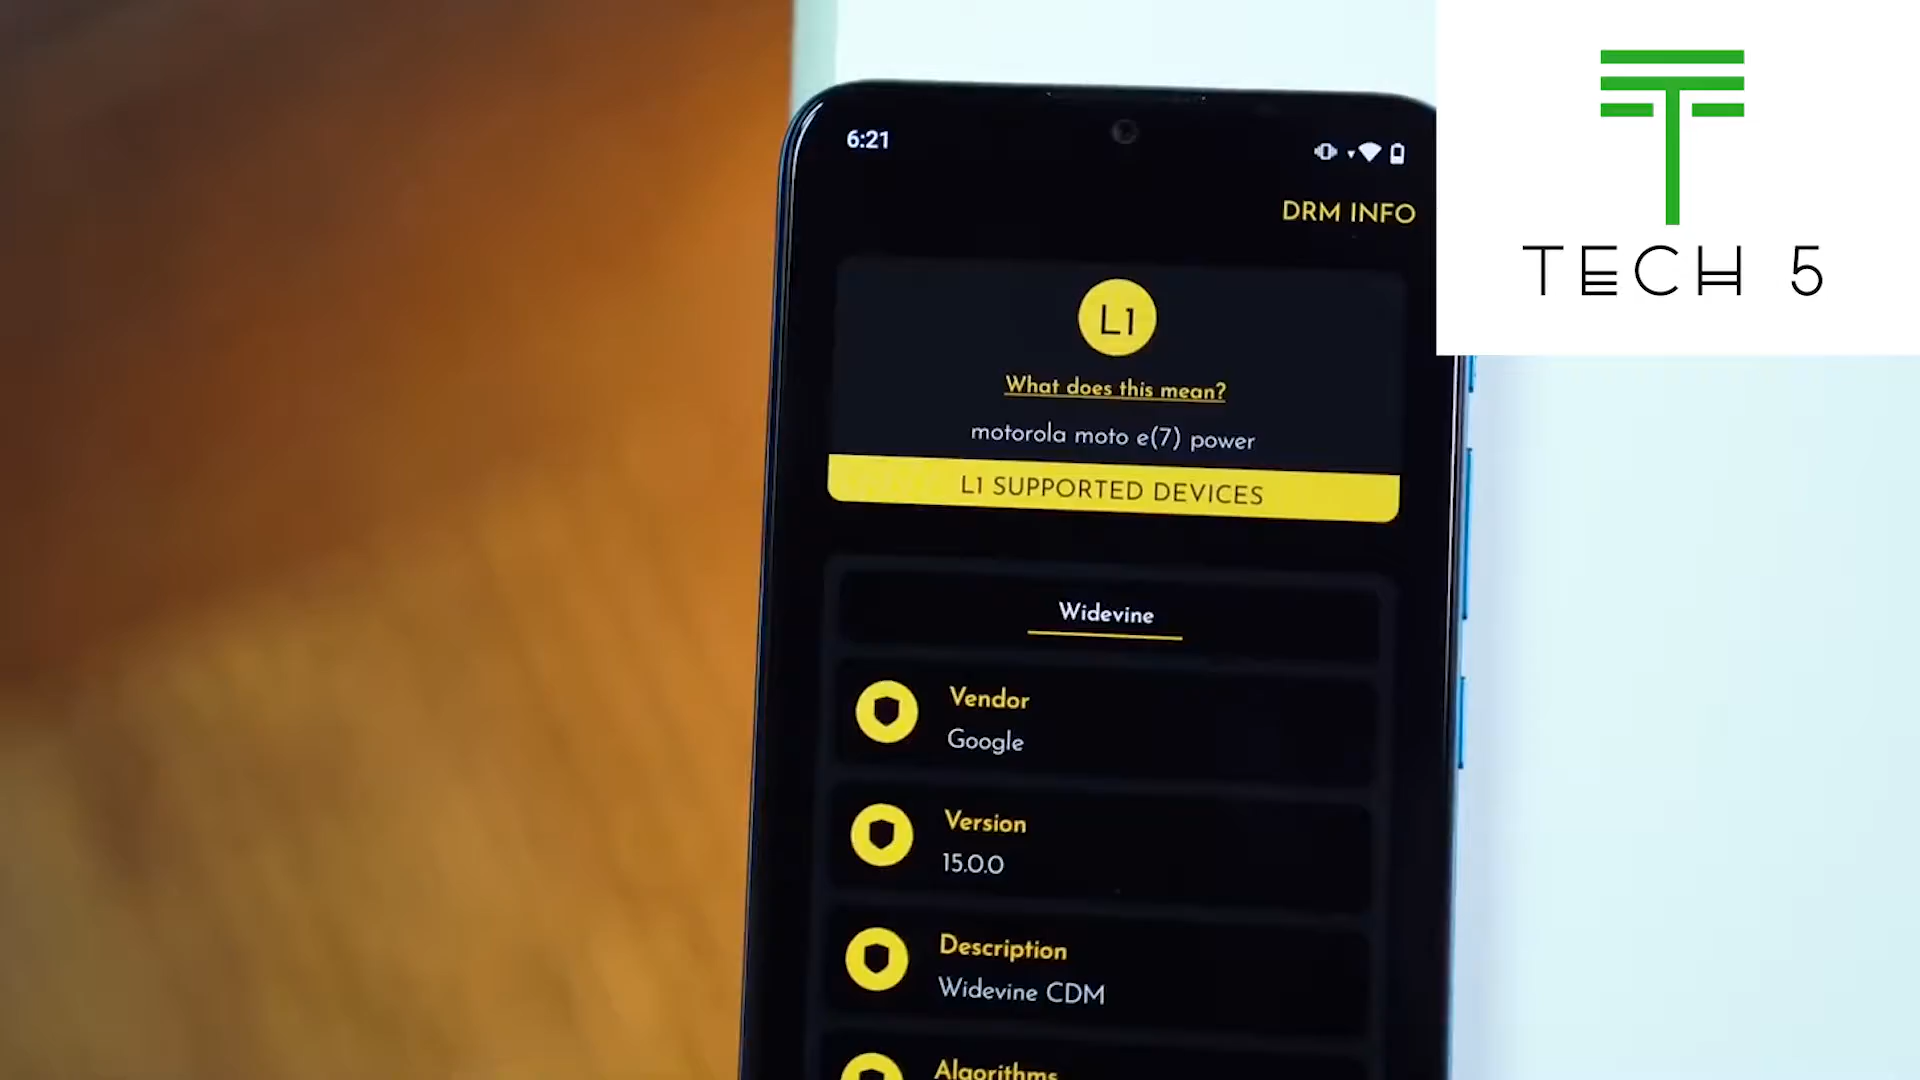 6:21
DRM INFO
TECH 5
L1
What does this mean?
motorola moto e(7) power
L1 SUPPORTED DEVICES
Widevine
Vendor
Google
Version
15.0.0
Description
Widevine CDM
Algorithms